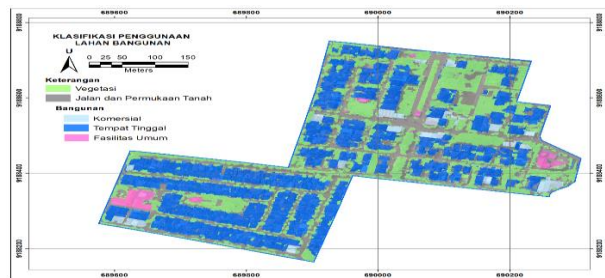 689600 689800 690000 690200
KLASIFIKASI PENGGUNAAN
LAHAN BANGUNAN
U
0 25 50 100 150
Meters
Keterangan
Vegetasi
Jalan dan Permukaan Tanah
Bangunan
Komersial
Tempat Tinggal
Fasilitas Umum
689600 689800 690000 690200